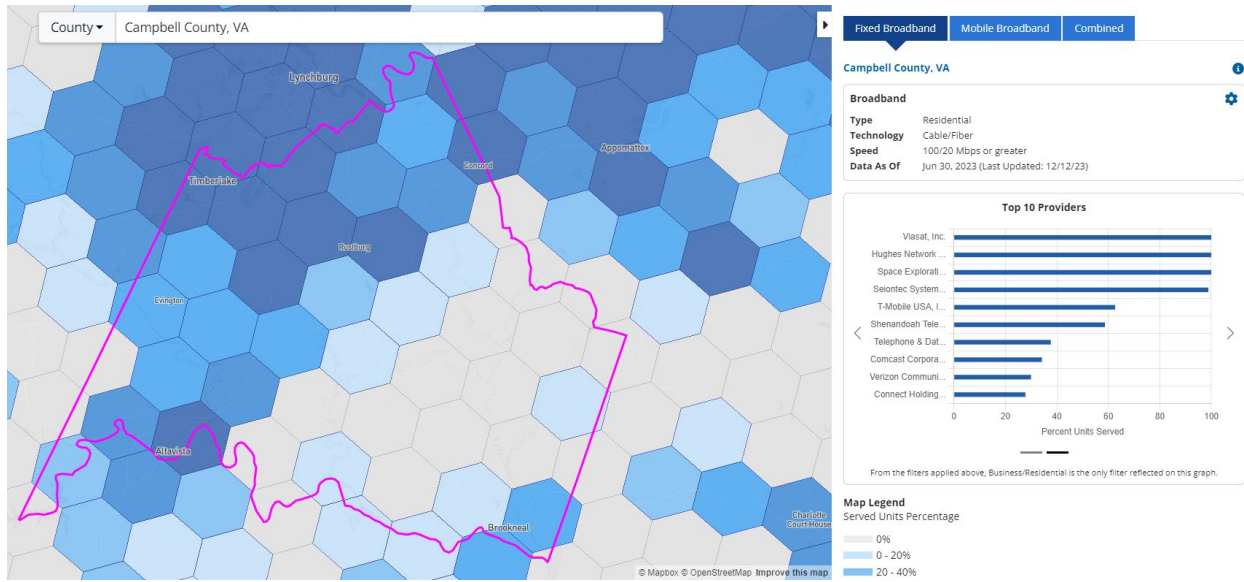 County
Campbell County, VA
Lynchburg
Appomattox
Concord
Timberlake
Rustburg
Evington
Altavista
Brookneal
Charlotte
Court House
© Mapbox © OpenStreetMap Improve this map
Fixed Broadband
Mobile Broadband
Combined
Campbell County, VA
Broadband
Type Residential
Technology Cable/Fiber
Speed 100/20 Mbps or greater
Data As Of Jun 30, 2023 (Last Updated: 12/12/23)
Top 10 Providers
Viasat, Inc.
Hughes Network ...
Space Explorati...
Seiontec System...
T-Mobile USA, I...
Shenandoah Tele...
Telephone & Dat...
Comcast Corpora...
Verizon Communi...
Connect Holding...
0 20 40 60 80 100
Percent Units Served
From the filters applied above, Business/Residential is the only filter reflected on this graph.
Map Legend
Served Units Percentage
0%
0 - 20%
20 - 40%